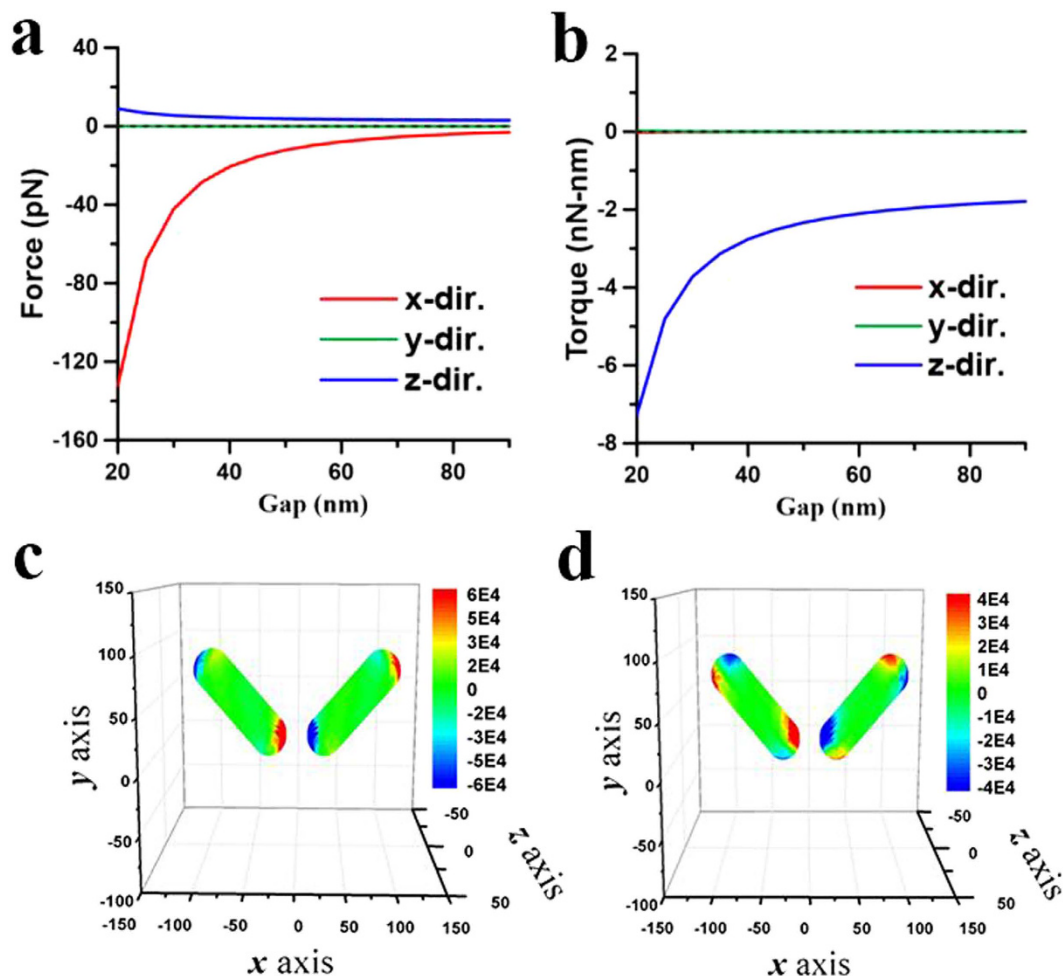 a
40
0
-40
-80
-120
-160
Force (pN)
x-dir.
y-dir.
z-dir.
20 40 60 80
Gap (nm)
b
2
0
-2
-4
-6
-8
Torque (nN-nm)
x-dir.
y-dir.
z-dir.
20 40 60 80
Gap (nm)
c
150
100
50
0
-50
-100
y axis
-150 -100 -50 0 50 100 150
x axis
-50
0
50
z axis
6E4
5E4
3E4
2E4
0
-2E4
-3E4
-5E4
-6E4
d
150
100
50
0
-50
-100
y axis
-150 -100 -50 0 50 100 150
x axis
-50
0
50
z axis
4E4
3E4
2E4
1E4
0
-1E4
-2E4
-3E4
-4E4